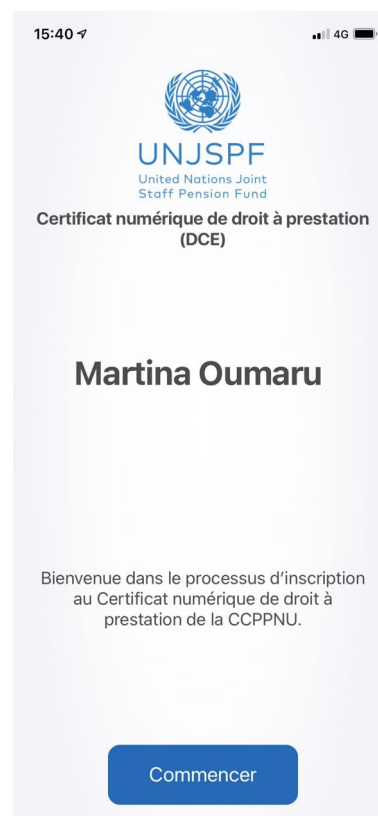 15:40
4G
UNJSPF
United Nations Joint
Staff Pension Fund
Certificat numérique de droit à prestation
(DCE)
Martina Oumaru
Bienvenue dans le processus d’inscription
au Certificat numérique de droit à
prestation de la CCPPNU.
Commencer